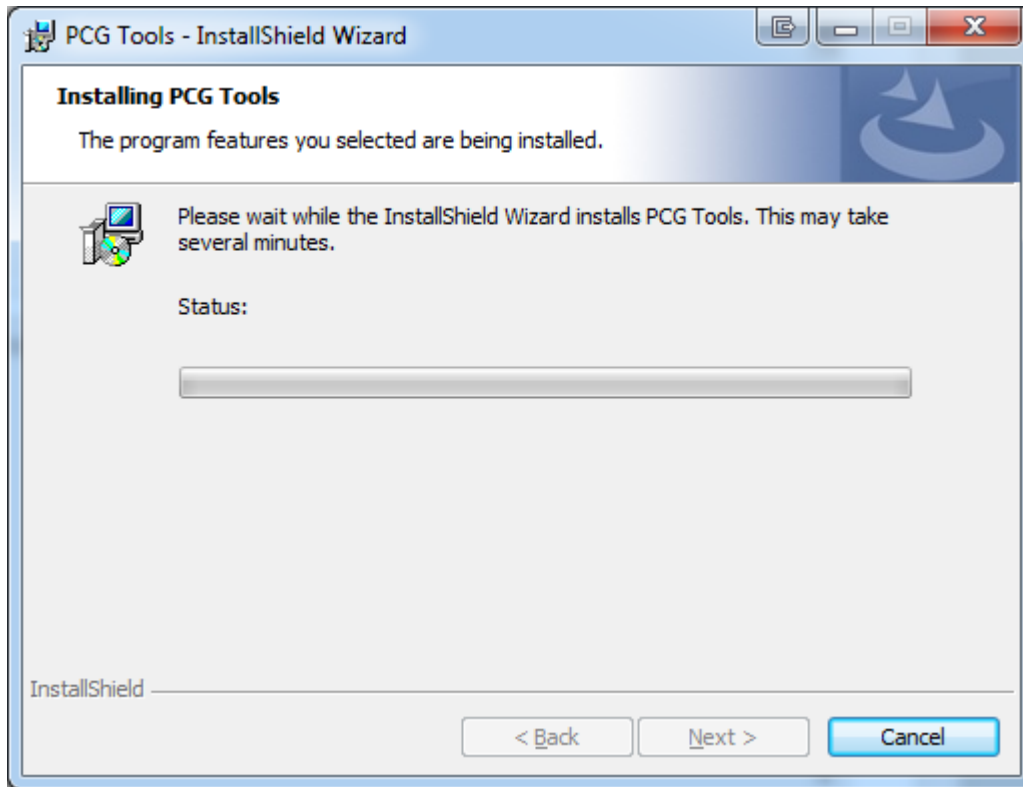 PCG Tools - InstallShield Wizard
Installing PCG Tools
The program features you selected are being installed.
Please wait while the InstallShield Wizard installs PCG Tools. This may take
several minutes.
Status:
InstallShield
< Back
Next >
Cancel